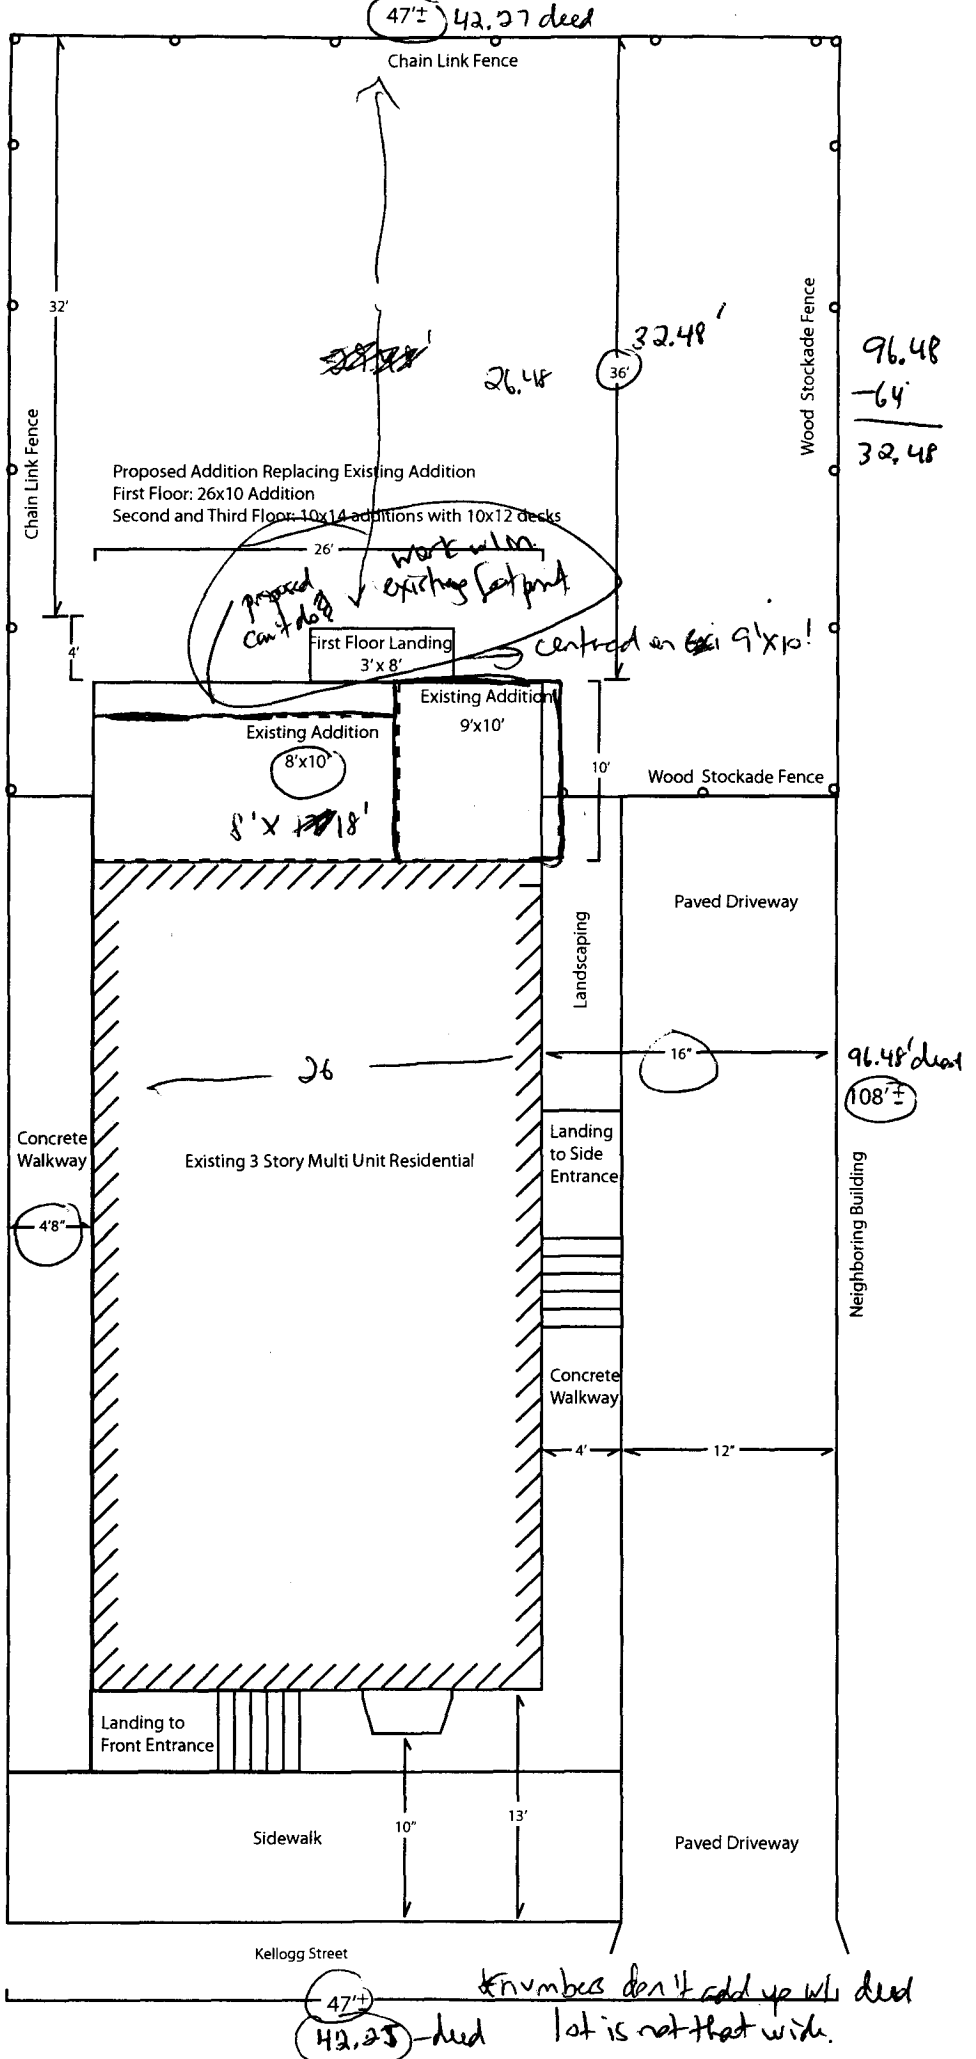 47'± 42.27 deed
Chain Link Fence
32'
Chain Link Fence
32.48'
26.48
36'
Wood Stockade Fence
96.48
-64'
32.48
Proposed Addition Replacing Existing Addition
First Floor: 26x10 Addition
Second and Third Floor: 10x14 additions with 10x12 decks
26'
work w/in
existing footprint
proposed
can't do
4'
First Floor Landing
3' x 8'
centred on 9'x10'
Existing Addition
9'x10'
Existing Addition
8'x10'
8' x 18'
10'
Wood Stockade Fence
Paved Driveway
Landscaping
26
16"
96.48' deed
108'±
Concrete
Walkway
Existing 3 Story Multi Unit Residential
Landing
to Side
Entrance
4'8"
Neighboring Building
Concrete
Walkway
4'
12"
Landing to
Front Entrance
10"
13'
Sidewalk
Paved Driveway
Kellogg Street
47'±
*numbers don't add up w/ deed
42.25 -deed
lot is not that wide.